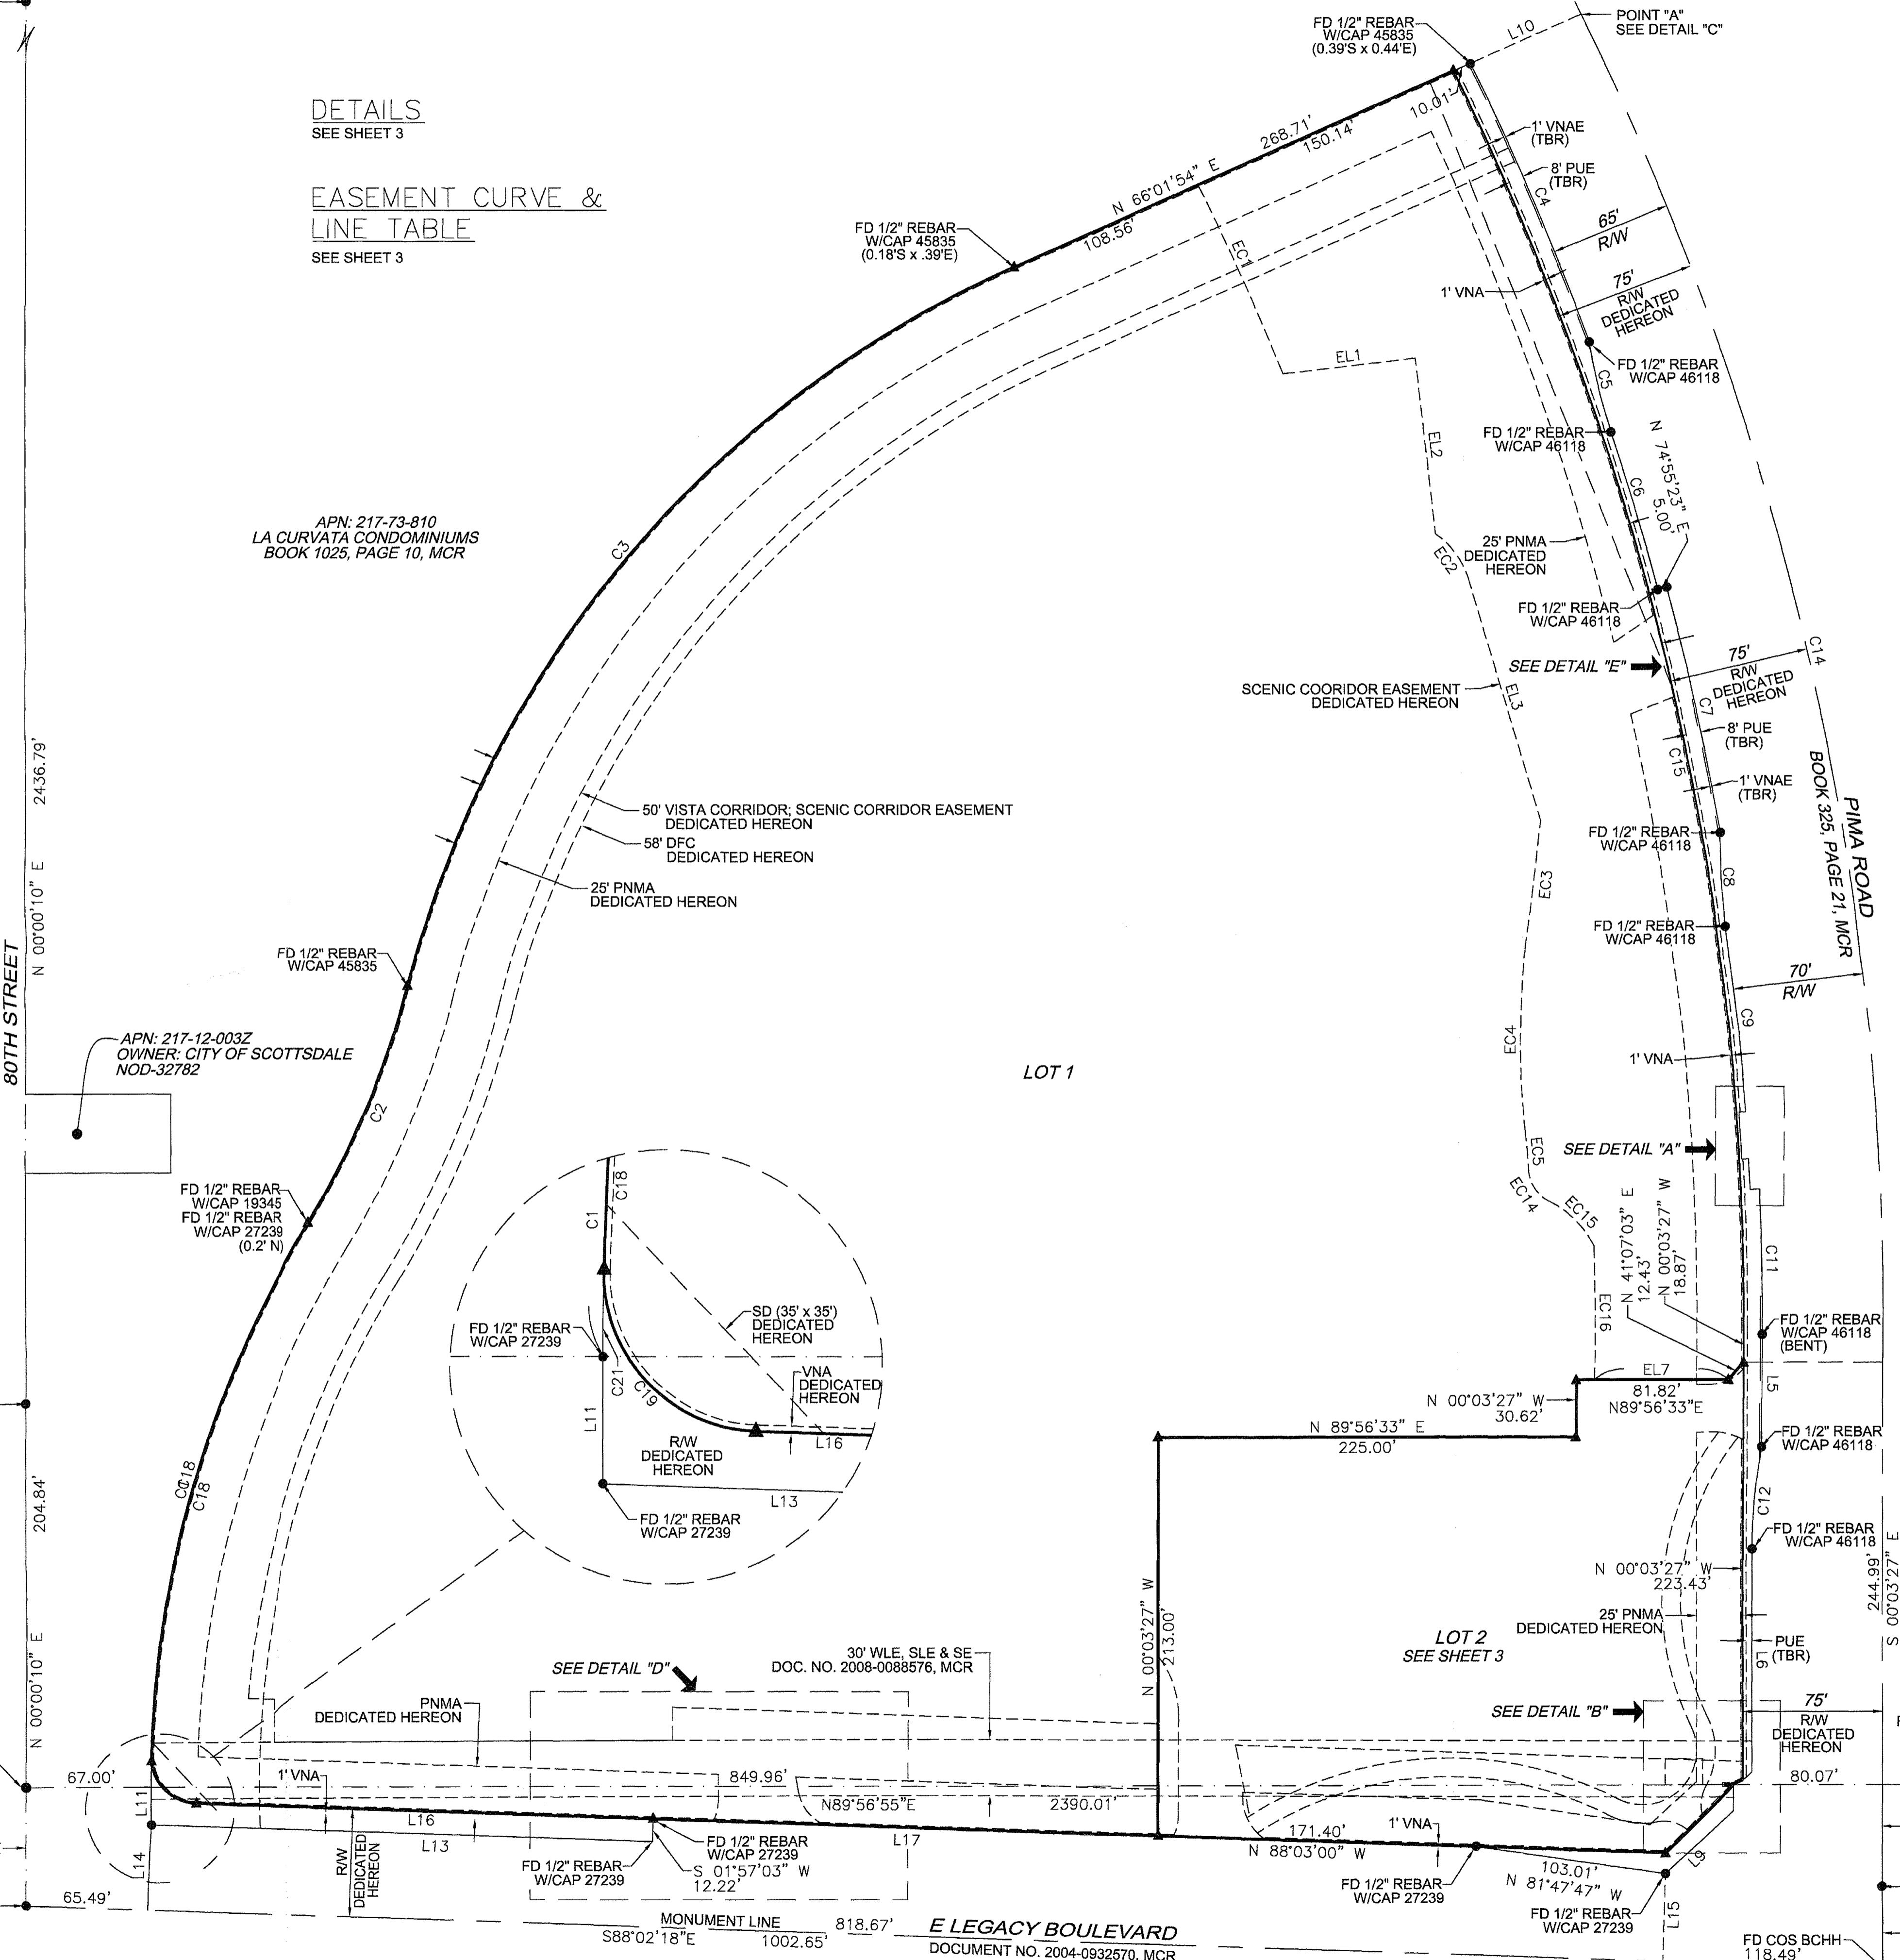 DETAILS
SEE SHEET 3
EASEMENT CURVE &
LINE TABLE
SEE SHEET 3
FD 1/2" REBAR
W/CAP 45835
(0.39'S x 0.44'E)
L10
POINT "A"
SEE DETAIL "C"
10.01'
268.71'
150.14'
N 66°01'54" E
108.56'
FD 1/2" REBAR
W/CAP 45835
(0.18'S x .39'E)
1' VNAE
(TBR)
8' PUE
(TBR)
C4
65'
R/W
75'
R/W
DEDICATED
HEREON
1' VNA
EC1
EL1
FD 1/2" REBAR
W/CAP 46118
C5
EL2
FD 1/2" REBAR
W/CAP 46118
N 74°55'23" E
5.00'
C6
APN: 217-73-810
LA CURVATA CONDOMINIUMS
BOOK 1025, PAGE 10, MCR
C3
25' PNMA
DEDICATED
HEREON
EC2
FD 1/2" REBAR
W/CAP 46118
SEE DETAIL "E"
75'
R/W
DEDICATED
HEREON
C14
SCENIC COORIDOR EASEMENT
DEDICATED HEREON
EL3
C7
8' PUE
(TBR)
C15
1' VNAE
(TBR)
PIMA ROAD
BOOK 325, PAGE 21, MCR
2436.79'
N 00°00'10" E
80TH STREET
50' VISTA CORRIDOR; SCENIC CORRIDOR EASEMENT
DEDICATED HEREON
58' DFC
DEDICATED HEREON
25' PNMA
DEDICATED HEREON
FD 1/2" REBAR
W/CAP 46118
EC3
C8
FD 1/2" REBAR
W/CAP 46118
FD 1/2" REBAR
W/CAP 45835
70'
R/W
C9
EC4
1' VNA
APN: 217-12-003Z
OWNER: CITY OF SCOTTSDALE
NOD-32782
LOT 1
C2
SEE DETAIL "A"
EC5
EC14
EC15
FD 1/2" REBAR
W/CAP 19345
FD 1/2" REBAR
W/CAP 27239
(0.2' N)
C18
C1
SD (35' x 35')
DEDICATED
HEREON
FD 1/2" REBAR
W/CAP 27239
VNA
DEDICATED
HEREON
C21
C19
L11
L16
R/W
DEDICATED
HEREON
L13
FD 1/2" REBAR
W/CAP 27239
N 41°07'03" E
12.43'
N 00°03'27" W
18.87'
C11
EC16
FD 1/2" REBAR
W/CAP 46118
(BENT)
EL7
81.82'
N89°56'33"E
L5
N 00°03'27" W
30.62'
N 89°56'33" E
225.00'
FD 1/2" REBAR
W/CAP 46118
C18
C12
FD 1/2" REBAR
W/CAP 46118
204.84'
N 0°00'10" E
N 00°03'27" W
223.43'
244.99'
S 00°03'27" E
25' PNMA
DEDICATED HEREON
PUE
(TBR)
L6
N 00°03'27" W
213.00'
LOT 2
SEE SHEET 3
30' WLE, SLE & SE
DOC. NO. 2008-0088576, MCR
SEE DETAIL "D"
PNMA
DEDICATED HEREON
SEE DETAIL "B"
75'
R/W
DEDICATED
HEREON
67.00'
1' VNA
849.96'
80.07'
L11
N89°56'55"E
2390.01'
L16
L13
L17
L14
R/W
DEDICATED
HEREON
FD 1/2" REBAR
W/CAP 27239
FD 1/2" REBAR
W/CAP 27239
S 01°57'03" W
12.22'
171.40'
N 88°03'00" W
1' VNA
103.01'
N 81°47'47" W
L9
FD 1/2" REBAR
W/CAP 27239
FD 1/2" REBAR
W/CAP 27239
L15
65.49'
MONUMENT LINE
818.67'
S88°02'18"E
1002.65'
E LEGACY BOULEVARD
DOCUMENT NO. 2004-0932570, MCR
FD COS BCHH
118.49'